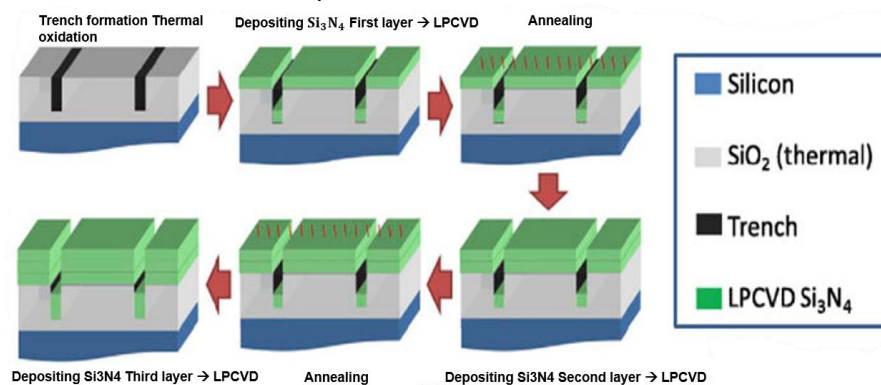 Trench formation Thermal
oxidation
Depositing Si₃N₄ First layer → LPCVD
Annealing
Silicon
SiO₂ (thermal)
Trench
LPCVD Si₃N₄
Depositing Si3N4 Third layer → LPCVD
Annealing
Depositing Si3N4 Second layer → LPCVD